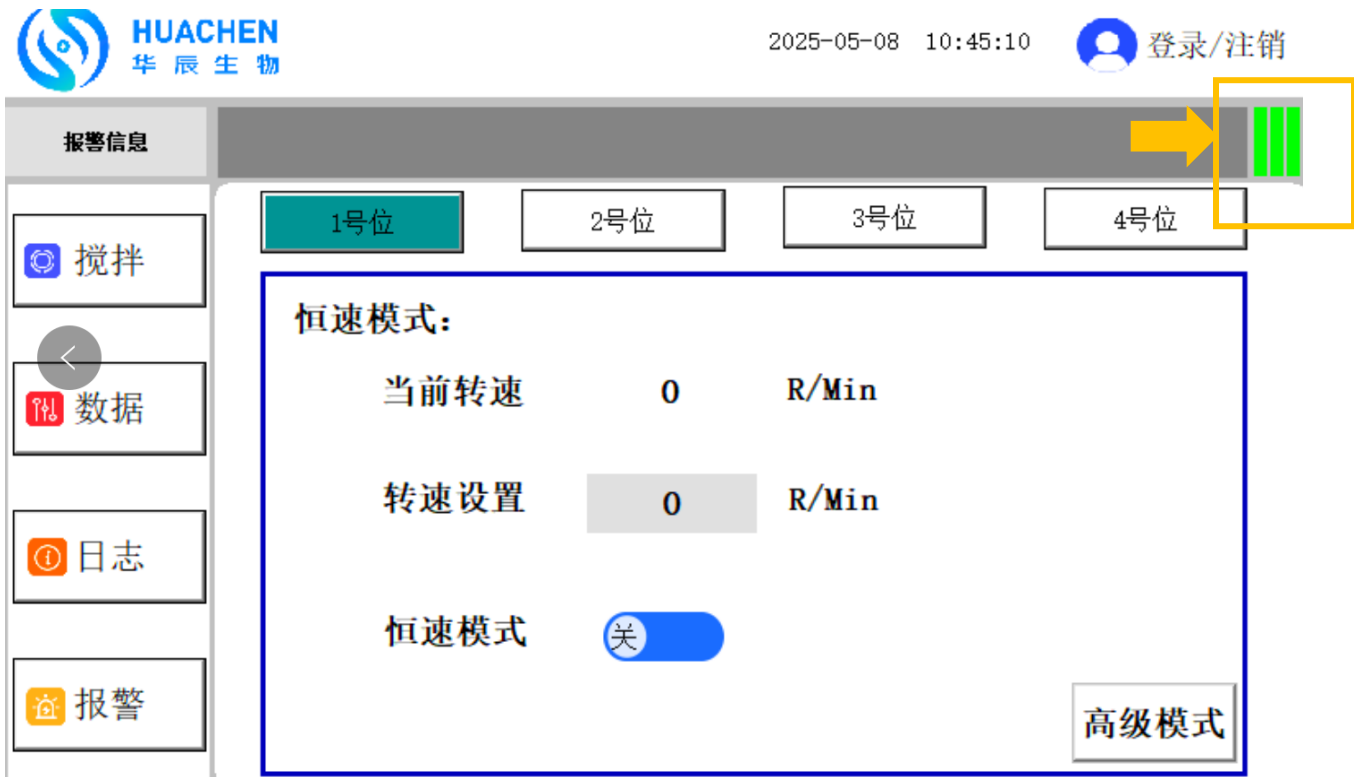 HUACHEN
华辰生物
2025-05-08 10:45:10
登录/注销
报警信息
1号位 2号位 3号位 4号位
搅拌
数据
日志
报警
恒速模式:
当前转速 0 R/Min
转速设置 0 R/Min
恒速模式 关
高级模式